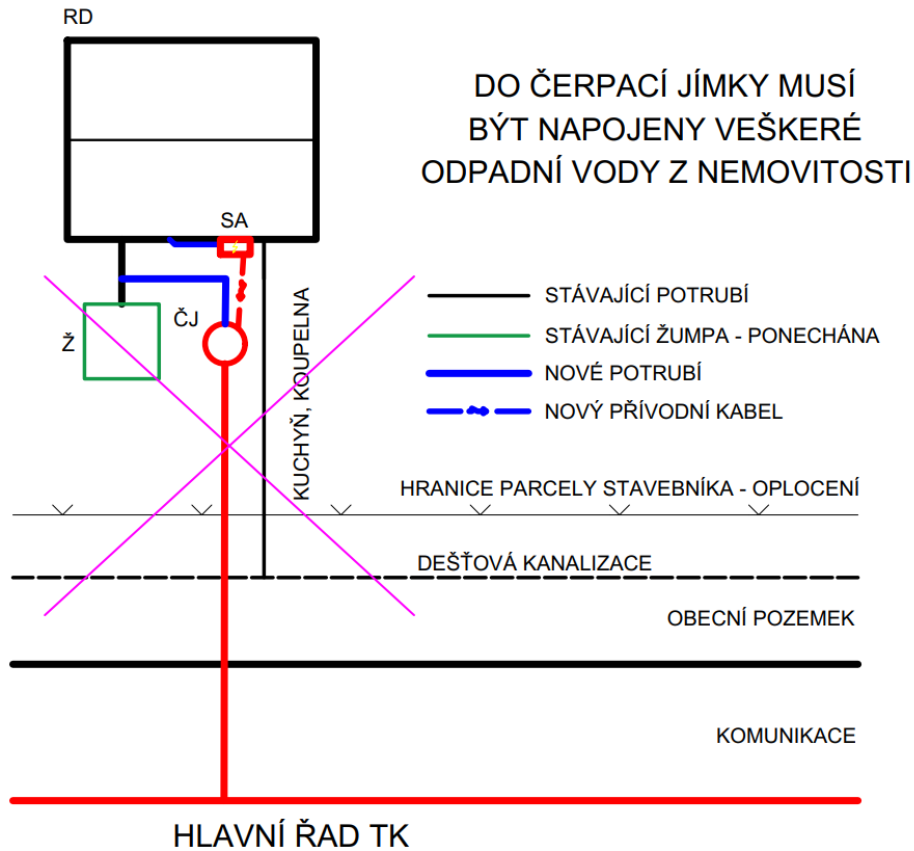 RD
DO ČERPACÍ JÍMKY MUSÍ
BÝT NAPOJENY VEŠKERÉ
ODPADNÍ VODY Z NEMOVITOSTI
SA
ČJ
Ž
KUCHYŇ, KOUPELNA
STÁVAJÍCÍ POTRUBÍ
STÁVAJÍCÍ ŽUMPA - PONECHÁNA
NOVÉ POTRUBÍ
NOVÝ PŘÍVODNÍ KABEL
HRANICE PARCELY STAVEBNÍKA - OPLOCENÍ
DEŠŤOVÁ KANALIZACE
OBECNÍ POZEMEK
KOMUNIKACE
HLAVNÍ ŘAD TK